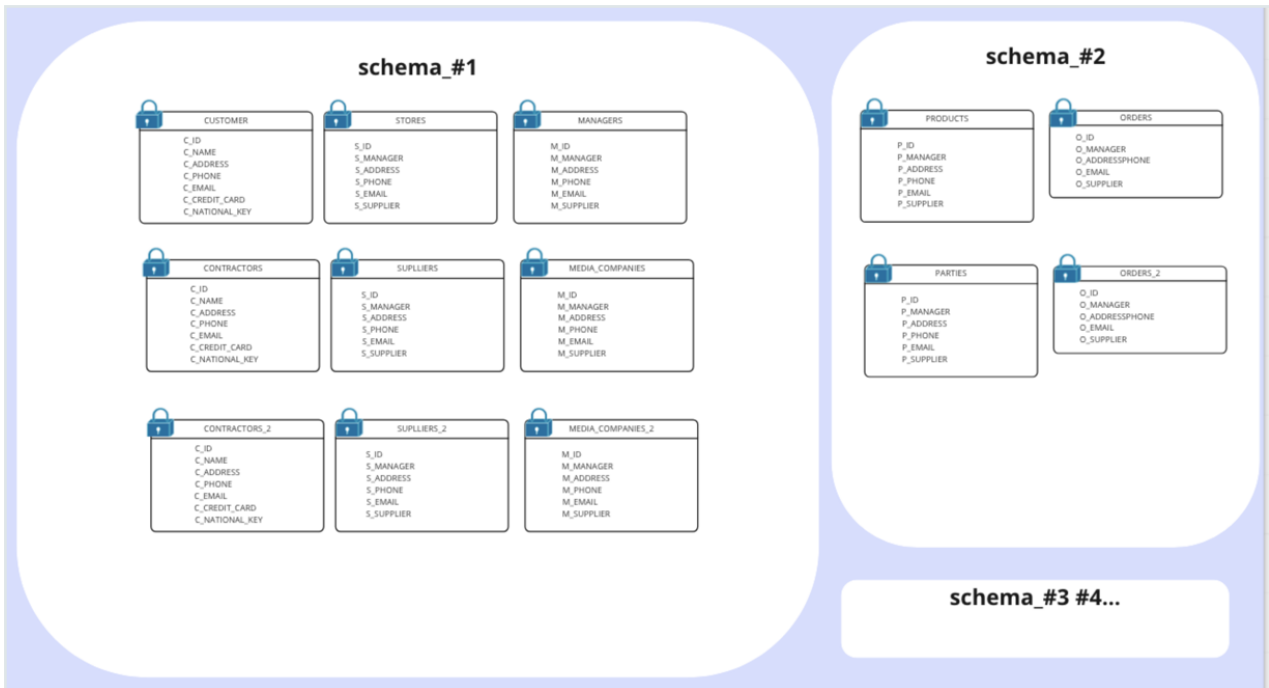 schema_#1
CUSTOMER
C_ID
C_NAME
C_ADDRESS
C_PHONE
C_EMAIL
C_CREDIT_CARD
C_NATIONAL_KEY
STORES
S_ID
S_MANAGER
S_ADDRESS
S_PHONE
S_EMAIL
S_SUPPLIER
MANAGERS
M_ID
M_MANAGER
M_ADDRESS
M_PHONE
M_EMAIL
M_SUPPLIER
CONTRACTORS
C_ID
C_NAME
C_ADDRESS
C_PHONE
C_EMAIL
C_CREDIT_CARD
C_NATIONAL_KEY
SUPLLIERS
S_ID
S_MANAGER
S_ADDRESS
S_PHONE
S_EMAIL
S_SUPPLIER
MEDIA_COMPANIES
M_ID
M_MANAGER
M_ADDRESS
M_PHONE
M_EMAIL
M_SUPPLIER
CONTRACTORS_2
C_ID
C_NAME
C_ADDRESS
C_PHONE
C_EMAIL
C_CREDIT_CARD
C_NATIONAL_KEY
SUPLLIERS_2
S_ID
S_MANAGER
S_ADDRESS
S_PHONE
S_EMAIL
S_SUPPLIER
MEDIA_COMPANIES_2
M_ID
M_MANAGER
M_ADDRESS
M_PHONE
M_EMAIL
M_SUPPLIER
schema_#2
PRODUCTS
P_ID
P_MANAGER
P_ADDRESS
P_PHONE
P_EMAIL
P_SUPPLIER
ORDERS
O_ID
O_MANAGER
O_ADDRESSPHONE
O_EMAIL
O_SUPPLIER
PARTIES
P_ID
P_MANAGER
P_ADDRESS
P_PHONE
P_EMAIL
P_SUPPLIER
ORDERS_2
O_ID
O_MANAGER
O_ADDRESSPHONE
O_EMAIL
O_SUPPLIER
schema_#3 #4...